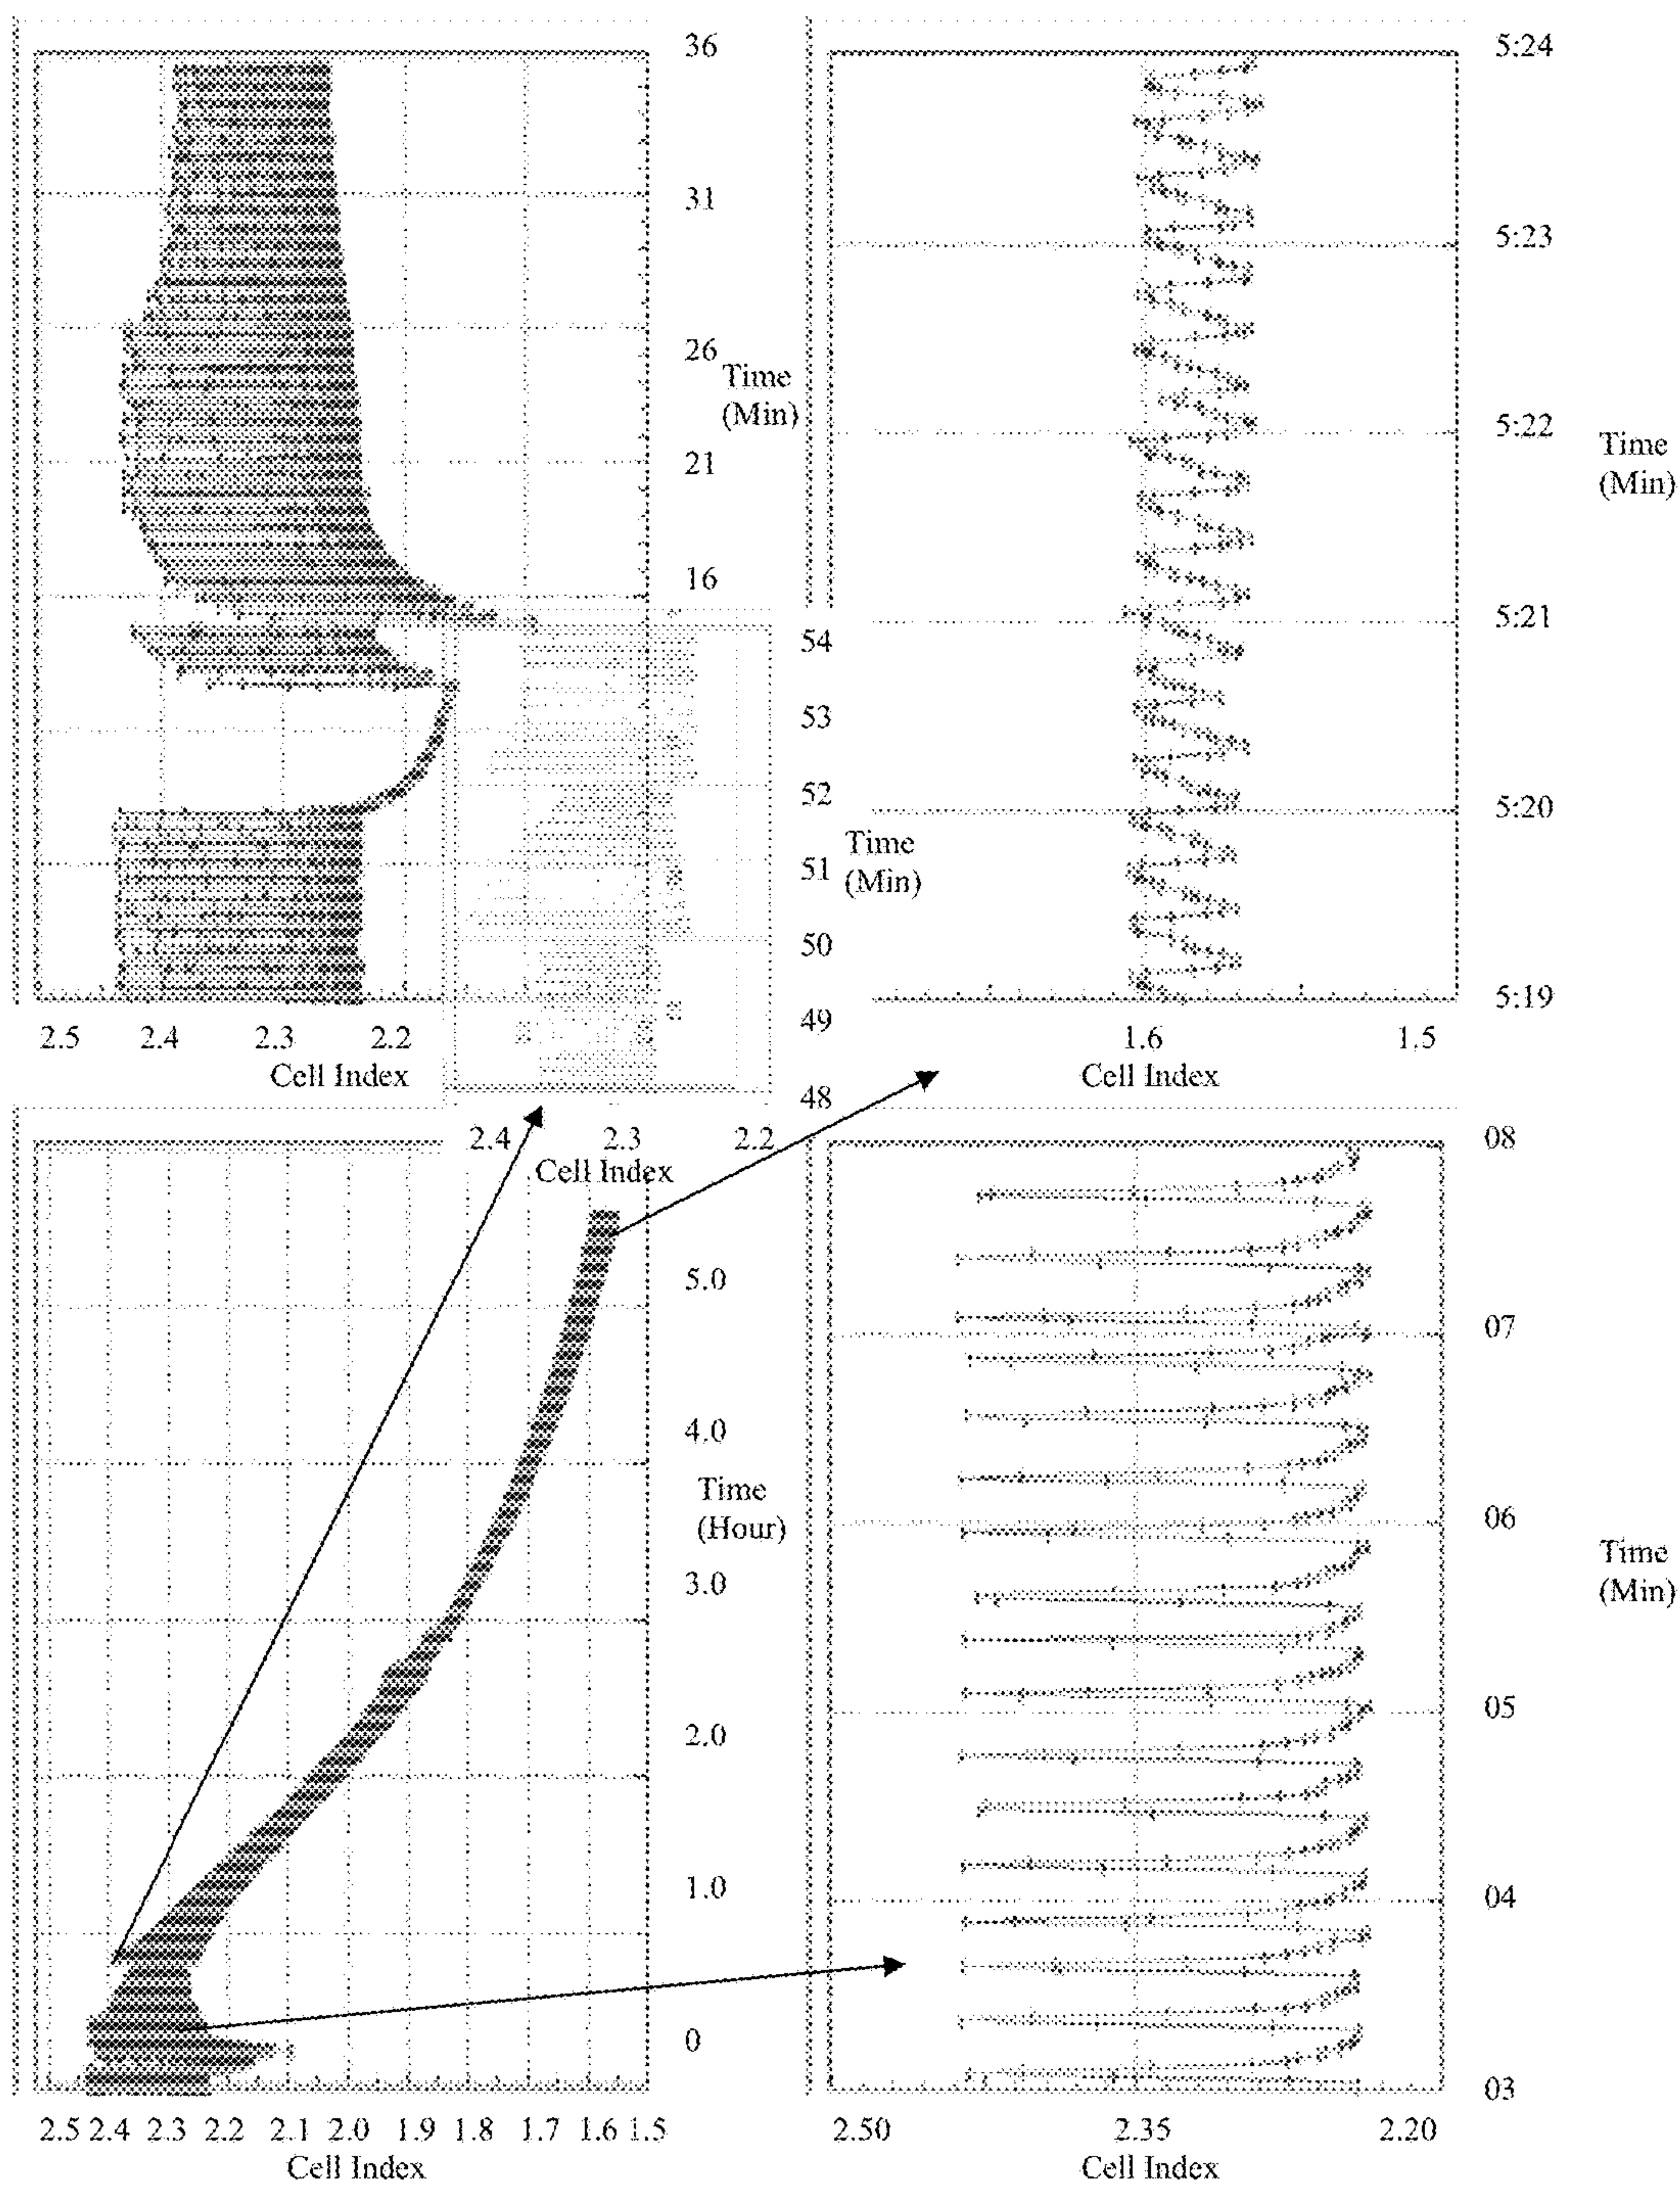 36
31
26
Time
(Min)
21
16
2.5 2.4 2.3 2.2
Cell Index
54
53
52
51
50
49
48
Time
(Min)
2.4 2.3 2.2
Cell Index
5:24
5:23
5:22
5:21
5:20
5:19
Time
(Min)
1.6 1.5
Cell Index
5.0
4.0
Time
(Hour)
3.0
2.0
1.0
0
2.5 2.4 2.3 2.2 2.1 2.0 1.9 1.8 1.7 1.6 1.5
Cell Index
08
07
06
Time
(Min)
05
04
03
2.50 2.35 2.20
Cell Index